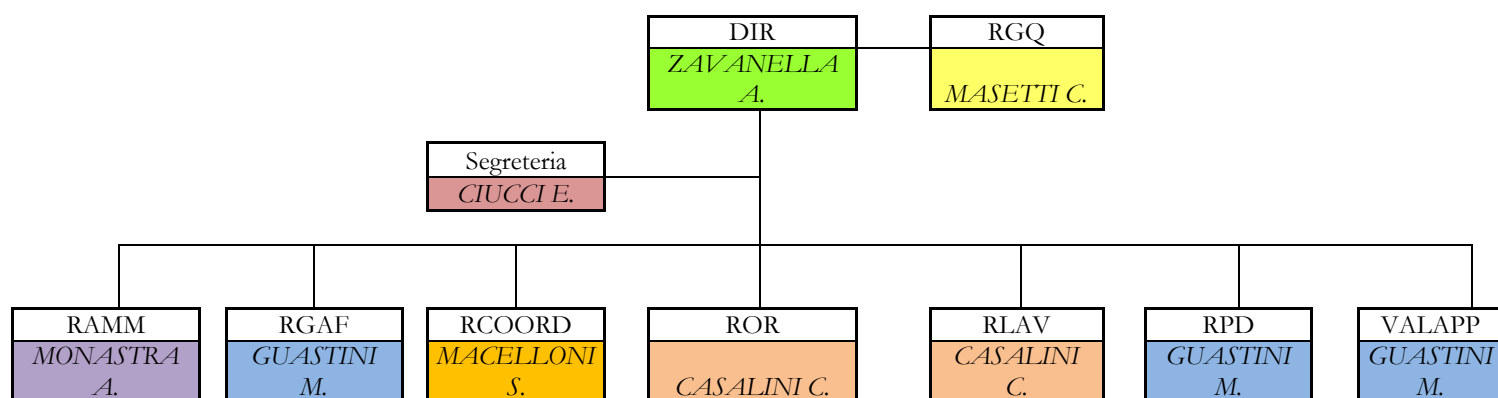 DIR
ZAVANELLA
A.
RGQ
MASETTI C.
Segreteria
CIUCCI E.
RAMM
MONASTRA
A.
RGAF
GUASTINI
M.
RCOORD
MACELLONI
S.
ROR
CASALINI C.
RLAV
CASALINI
C.
RPD
GUASTINI
M.
VALAPP
GUASTINI
M.